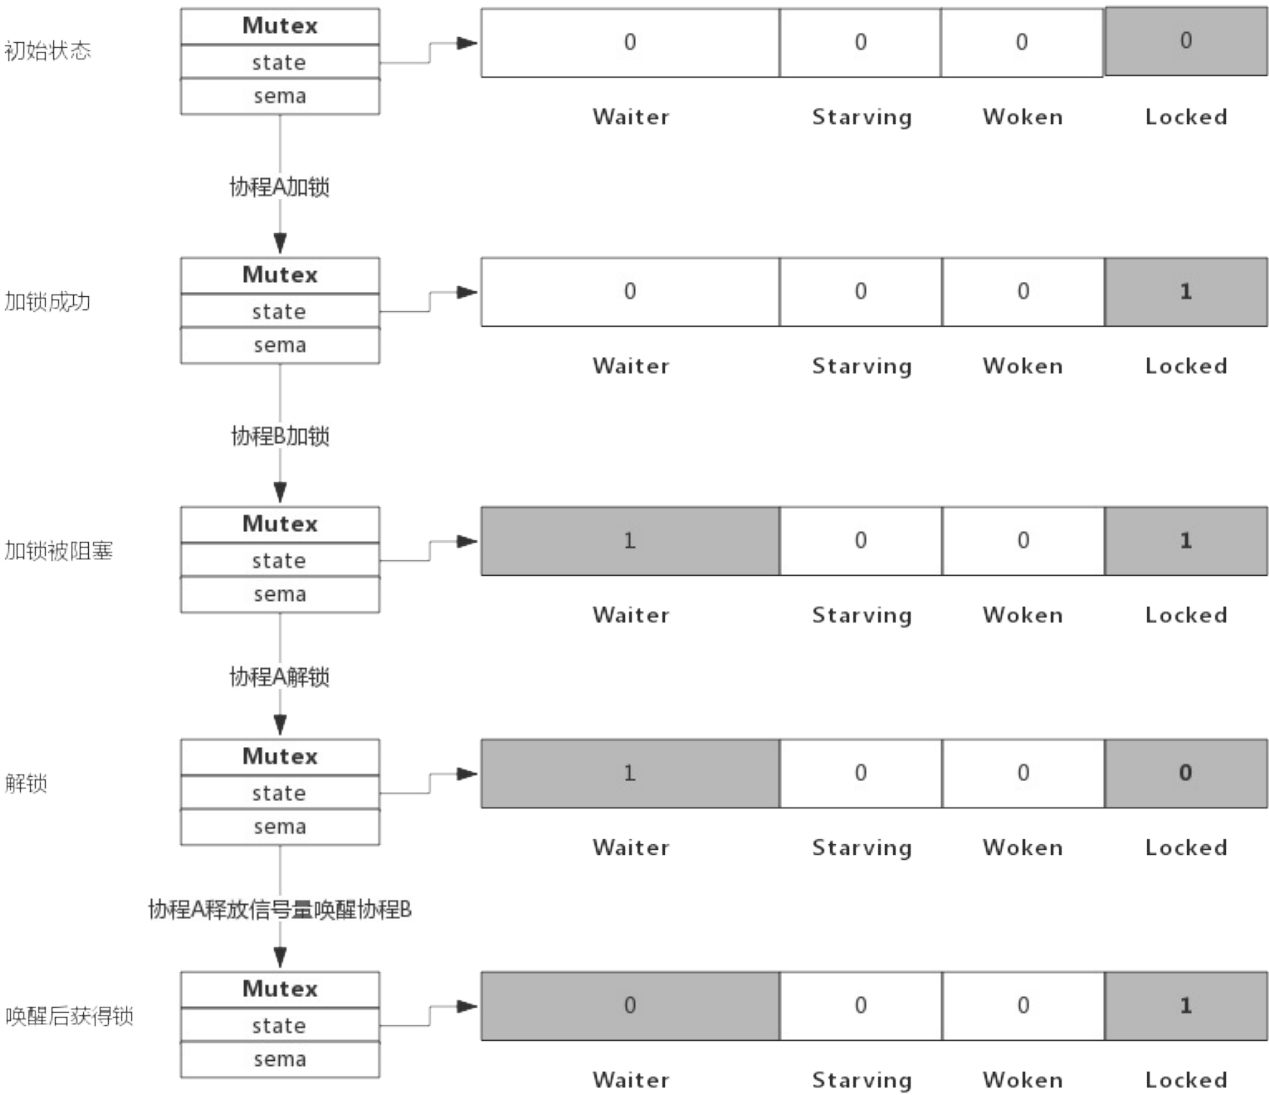 初始状态
Mutex
state
sema
0 0 0 0
Waiter Starving Woken Locked
协程A加锁
加锁成功
Mutex
state
sema
0 0 0 1
Waiter Starving Woken Locked
协程B加锁
加锁被阻塞
Mutex
state
sema
1 0 0 1
Waiter Starving Woken Locked
协程A解锁
解锁
Mutex
state
sema
1 0 0 0
Waiter Starving Woken Locked
协程A释放信号量唤醒协程B
唤醒后获得锁
Mutex
state
sema
0 0 0 1
Waiter Starving Woken Locked